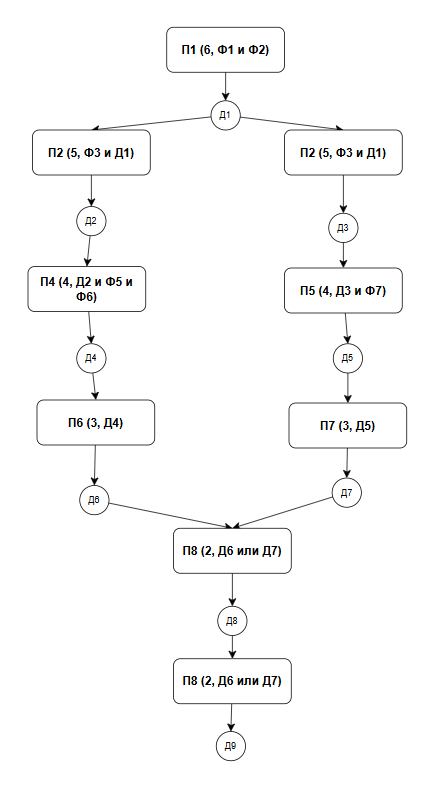 П1 (6, Ф1 и Ф2)
Д1
П2 (5, Ф3 и Д1)
П2 (5, Ф3 и Д1)
Д2
Д3
П4 (4, Д2 и Ф5 и
Ф6)
П5 (4, Д3 и Ф7)
Д4
Д5
П6 (3, Д4)
П7 (3, Д5)
Д6
Д7
П8 (2, Д6 или Д7)
Д8
П8 (2, Д6 или Д7)
Д9